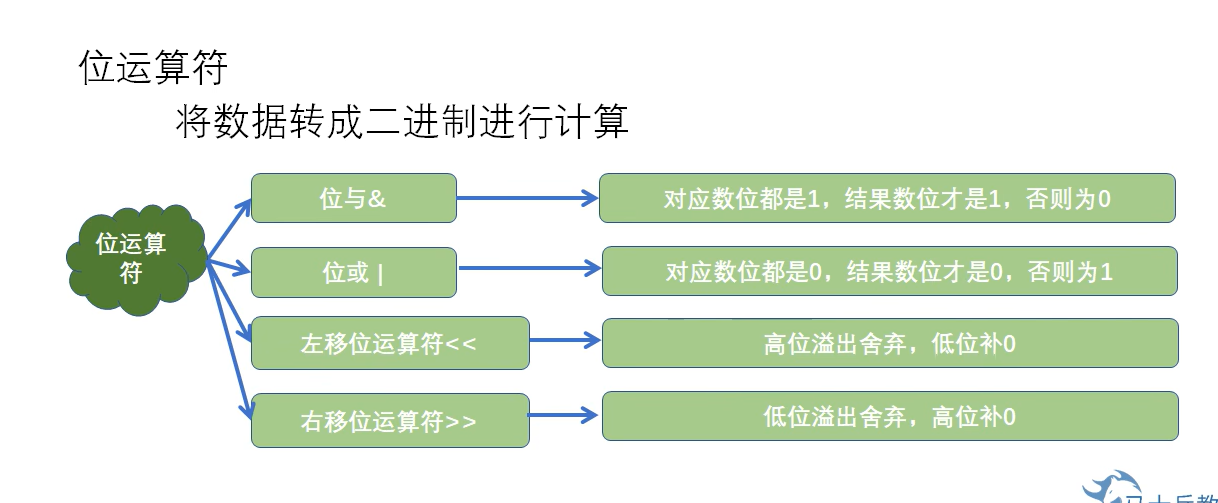 位运算符
将数据转成二进制进行计算
位运算
符
位与&
对应数位都是1，结果数位才是1，否则为0
位或 |
对应数位都是0，结果数位才是0，否则为1
左移位运算符<<
高位溢出舍弃，低位补0
右移位运算符>>
低位溢出舍弃，高位补0